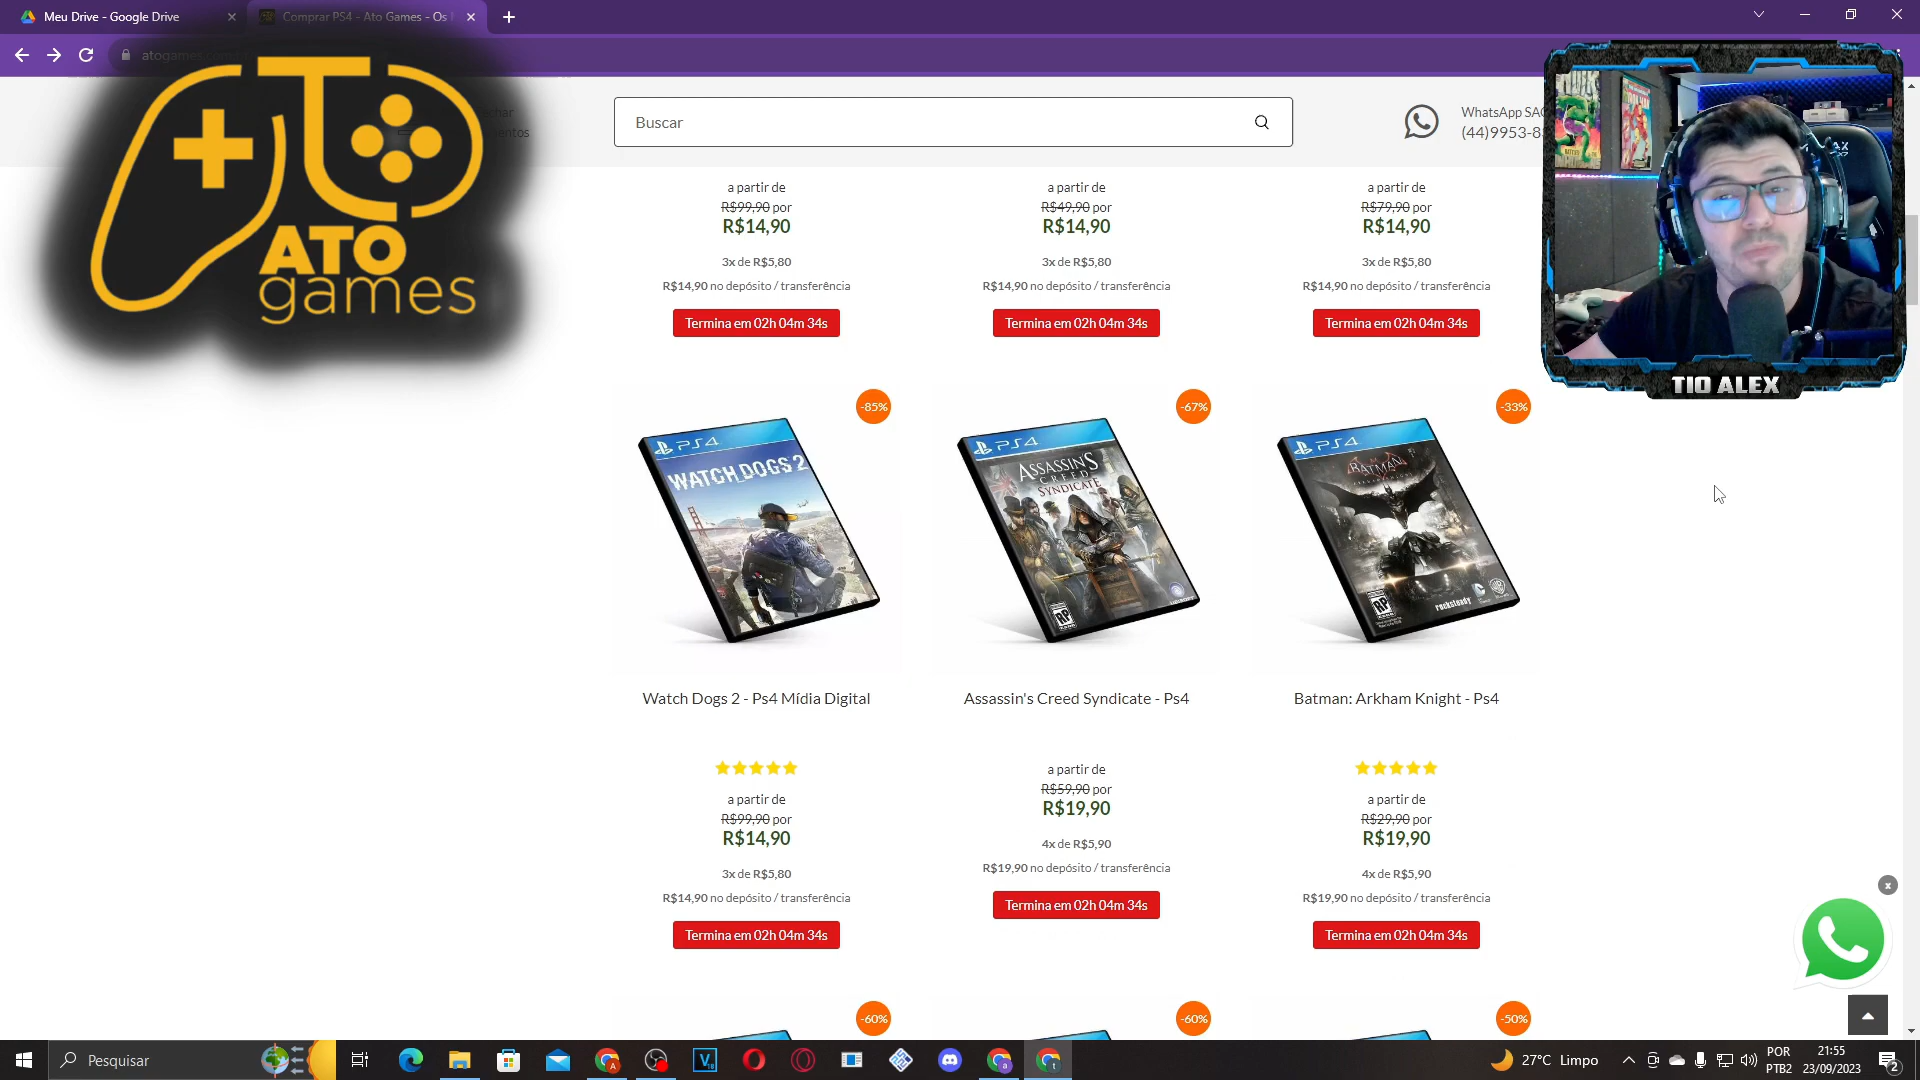 Meu Drive - Google Drive
Comprar PS4 - Ato Games - Os
ATO
games
Buscar
WhatsApp SA
(44)9953-8
TIO ALEX
a partir de
R$99,90 por
R$14,90
3x de R$5,80
R$14,90 no depósito / transferência
Termina em 02h 04m 34s
a partir de
R$49,90 por
R$14,90
3x de R$5,80
R$14,90 no depósito / transferência
Termina em 02h 04m 34s
a partir de
R$79,90 por
R$14,90
3x de R$5,80
R$14,90 no depósito / transferência
Termina em 02h 04m 34s
-85%
PS4
WATCH DOGS 2
Watch Dogs 2 - Ps4 Mídia Digital
a partir de
R$99,90 por
R$14,90
3x de R$5,80
R$14,90 no depósito / transferência
Termina em 02h 04m 34s
-67%
PS4
ASSASSIN'S
CREED
SYNDICATE
Assassin's Creed Syndicate - Ps4
a partir de
R$59,90 por
R$19,90
4x de R$5,90
R$19,90 no depósito / transferência
Termina em 02h 04m 34s
-33%
PS4
BATMAN
rocksteady
Batman: Arkham Knight - Ps4
a partir de
R$29,90 por
R$19,90
4x de R$5,90
R$19,90 no depósito / transferência
Termina em 02h 04m 34s
x
-60%
-60%
-50%
Pesquisar
27°C Limpo
POR
PTB2
21:55
23/09/2023
2